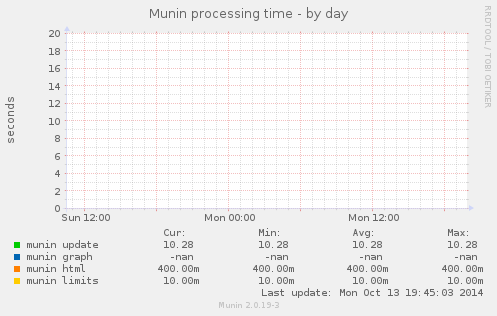 Munin processing time - by day
RRDTOOL / TOBI OETIKER
seconds
20
18
16
14
12
10
8
6
4
2
0
Sun 12:00 Mon 00:00 Mon 12:00
Cur: Min: Avg: Max:
munin update 10.28 10.28 10.28 10.28
munin graph -nan -nan -nan -nan
munin html 400.00m 400.00m 400.00m 400.00m
munin limits 10.00m 10.00m 10.00m 10.00m
Last update: Mon Oct 13 19:45:03 2014
Munin 2.0.19-3